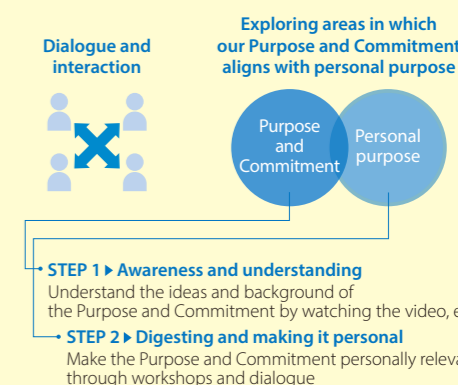 Dialogue and
interaction
Exploring areas in which
our Purpose and Commitment
aligns with personal purpose
Purpose
and
Commitment
Personal
purpose
STEP 1 ▶ Awareness and understanding
Understand the ideas and background of
the Purpose and Commitment by watching the video,
STEP 2 ▶ Digesting and making it personal
Make the Purpose and Commitment personally
through workshops and dialogue